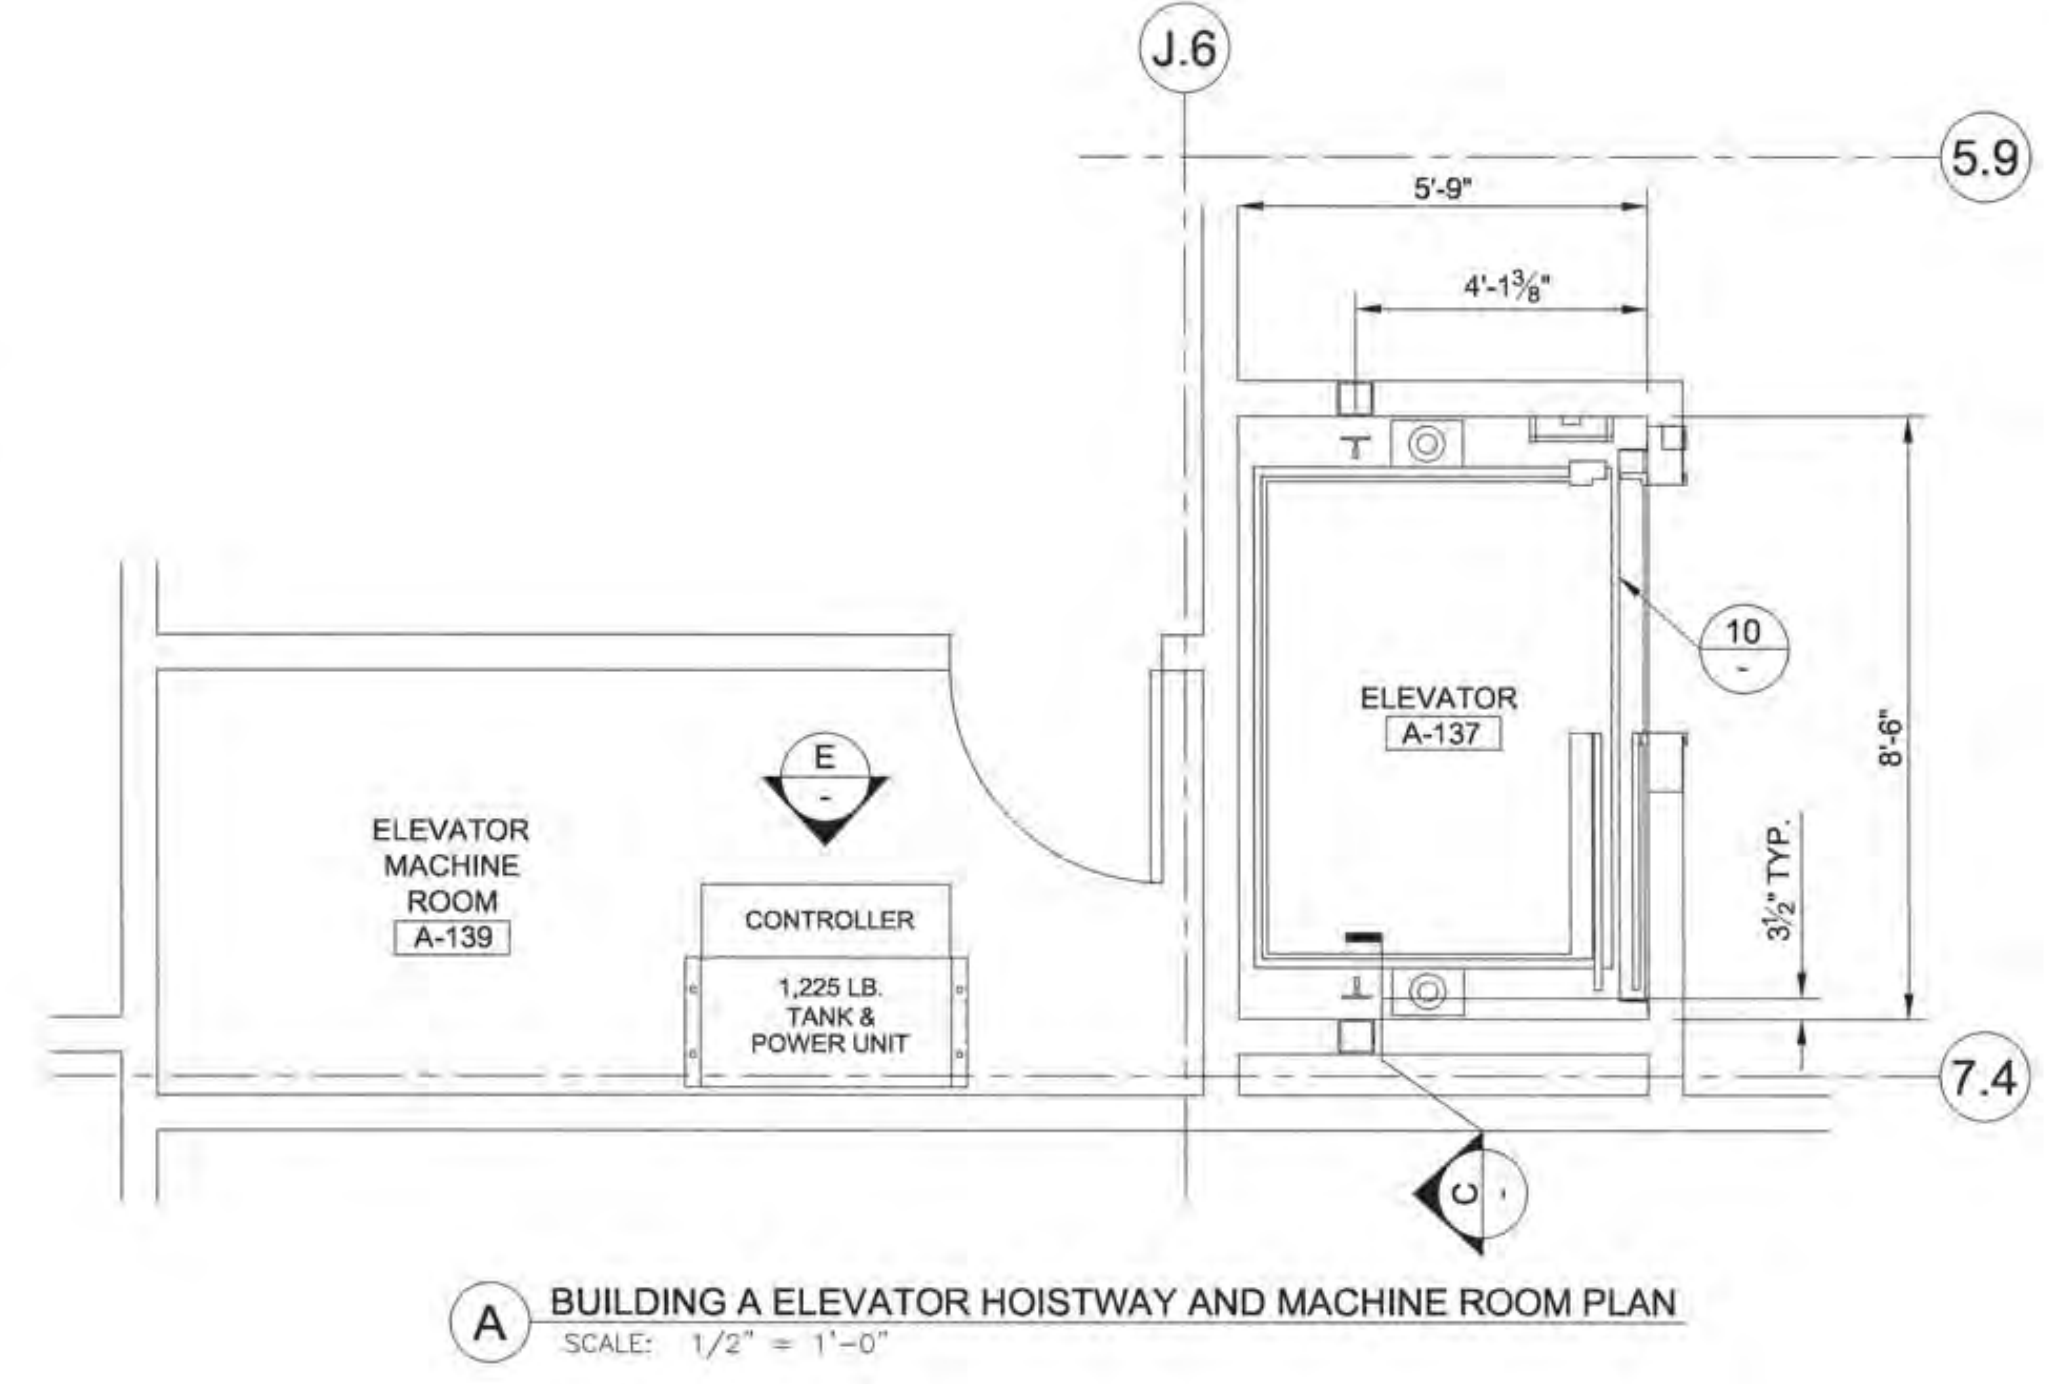 J.6
5.9
5'-9"
4'-1⅜"
10
-
ELEVATOR
A-137
8'-6"
E
-
ELEVATOR
MACHINE
ROOM
A-139
3½" TYP.
CONTROLLER
1,225 LB.
TANK &
POWER UNIT
7.4
C
-
A
BUILDING A ELEVATOR HOISTWAY AND MACHINE ROOM PLAN
SCALE: 1/2" = 1'-0"